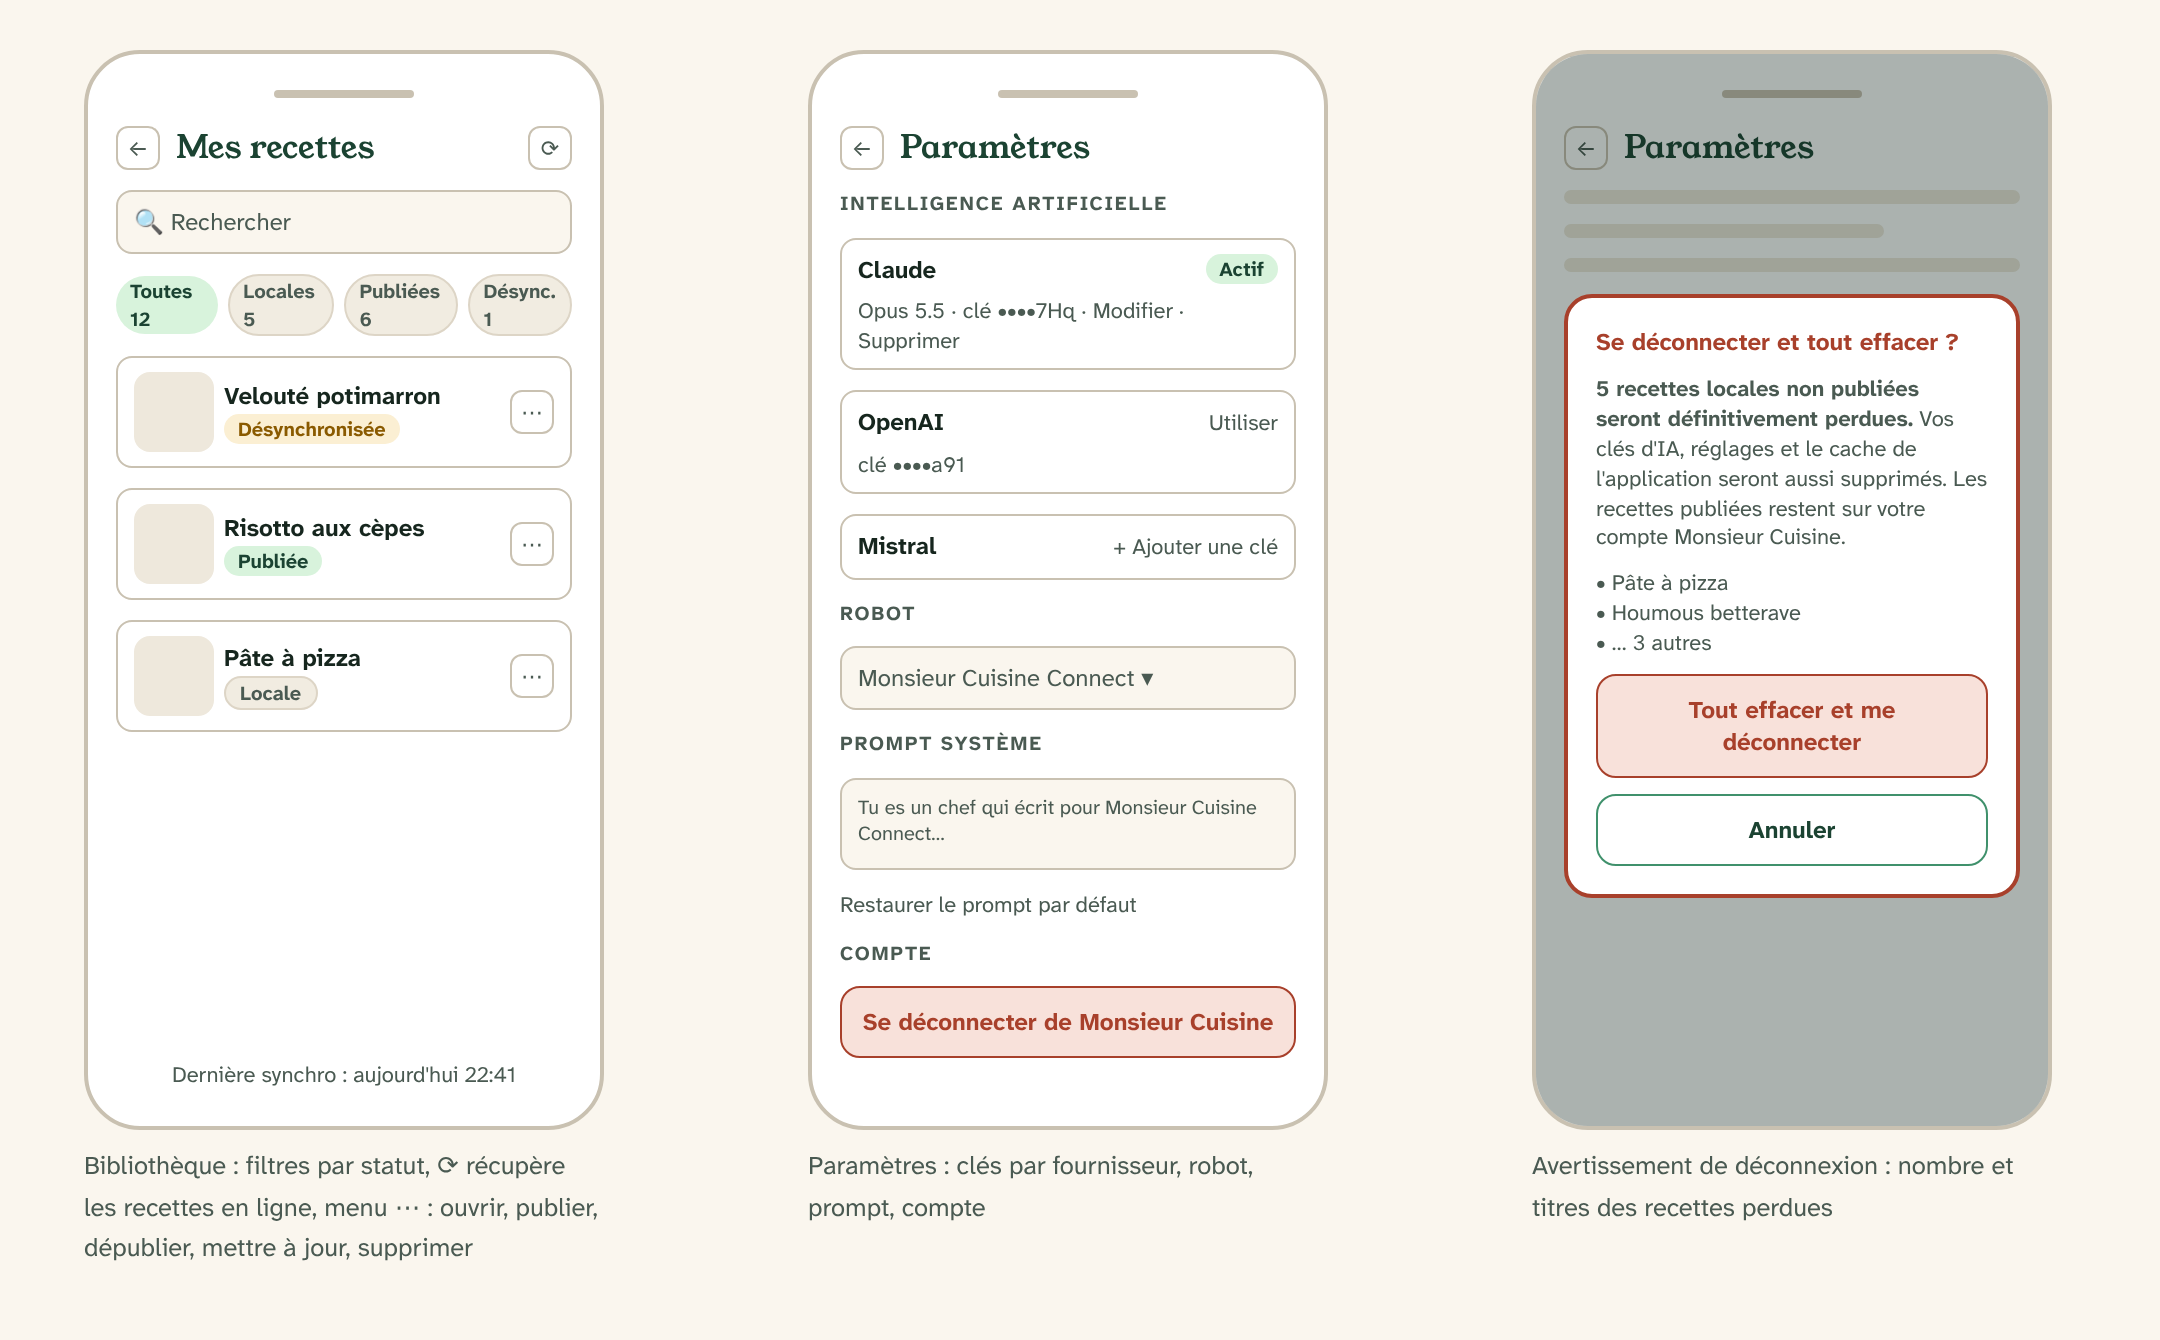 ← Mes recettes ⟳
🔍 Rechercher
Toutes
12
Locales
5
Publiées
6
Désync.
1
Velouté potimarron
Désynchronisée
⋯
Risotto aux cèpes
Publiée
⋯
Pâte à pizza
Locale
⋯
Dernière synchro : aujourd'hui 22:41
Bibliothèque : filtres par statut, ⟳ récupère
les recettes en ligne, menu ⋯ : ouvrir, publier,
dépublier, mettre à jour, supprimer
← Paramètres
INTELLIGENCE ARTIFICIELLE
Claude
Actif
Opus 5.5 · clé ••••7Hq · Modifier ·
Supprimer
OpenAI
Utiliser
clé ••••a91
Mistral
+ Ajouter une clé
ROBOT
Monsieur Cuisine Connect ▾
PROMPT SYSTÈME
Tu es un chef qui écrit pour Monsieur Cuisine
Connect…
Restaurer le prompt par défaut
COMPTE
Se déconnecter de Monsieur Cuisine
Paramètres : clés par fournisseur, robot,
prompt, compte
← Paramètres
Se déconnecter et tout effacer ?
5 recettes locales non publiées
seront définitivement perdues. Vos
clés d'IA, réglages et le cache de
l'application seront aussi supprimés. Les
recettes publiées restent sur votre
compte Monsieur Cuisine.
• Pâte à pizza
• Houmous betterave
• … 3 autres
Tout effacer et me
déconnecter
Annuler
Avertissement de déconnexion : nombre et
titres des recettes perdues